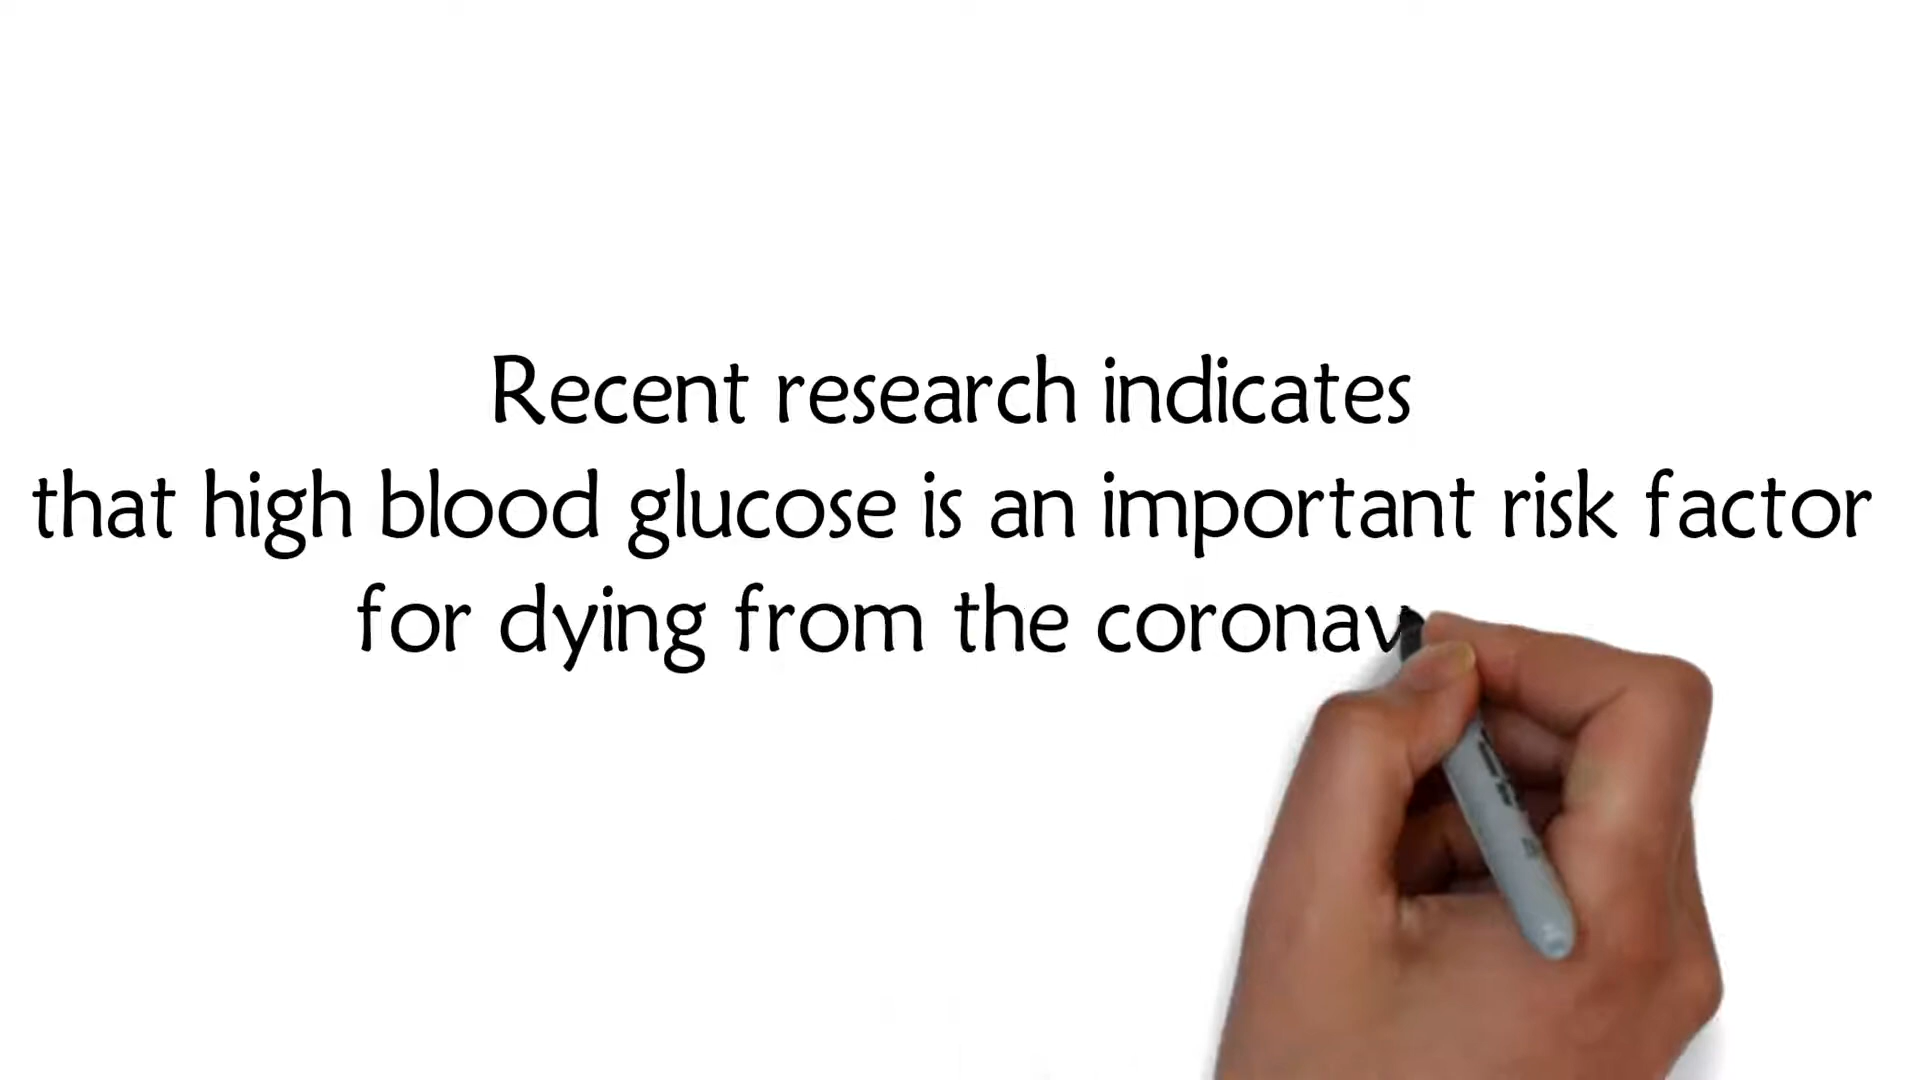 Recent research indicates
that high blood glucose is an important risk factor
for dying from the coronav